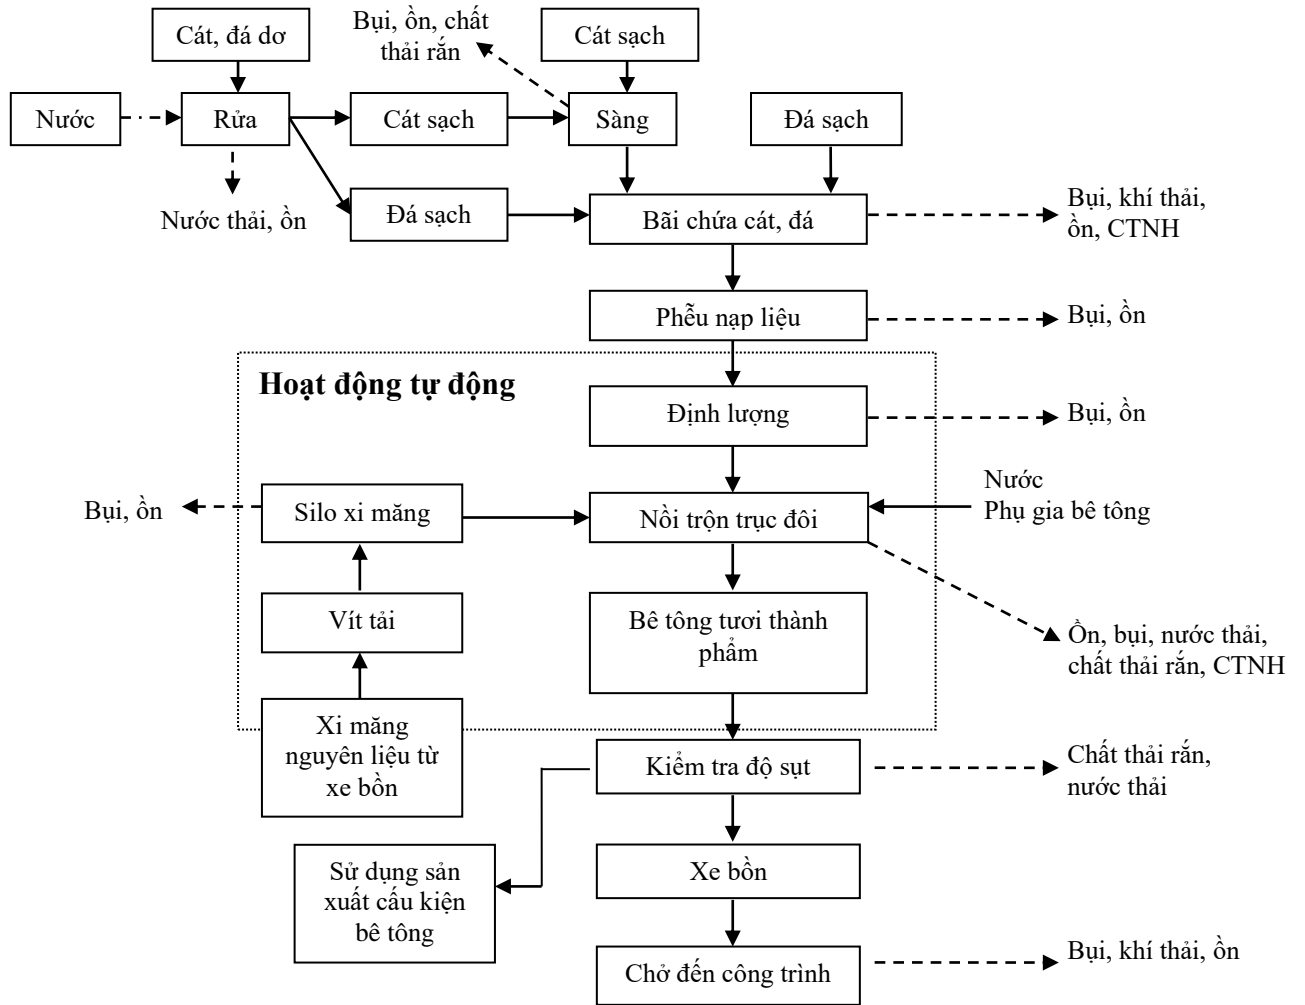 Cát, đá dơ
Bụi, ồn, chất
thải rắn
Cát sạch
Nước
Rửa
Cát sạch
Sàng
Đá sạch
Nước thải, ồn
Đá sạch
Bãi chứa cát, đá
Bụi, khí thải,
ồn, CTNH
Phễu nạp liệu
Bụi, ồn
Hoạt động tự động
Định lượng
Bụi, ồn
Bụi, ồn
Silo xi măng
Nồi trộn trục đôi
Nước
Phụ gia bê tông
Vít tải
Bê tông tươi thành
phẩm
Ồn, bụi, nước thải,
chất thải rắn, CTNH
Xi măng
nguyên liệu từ
xe bồn
Kiểm tra độ sụt
Chất thải rắn,
nước thải
Sử dụng sản
xuất cấu kiện
bê tông
Xe bồn
Chở đến công trình
Bụi, khí thải, ồn